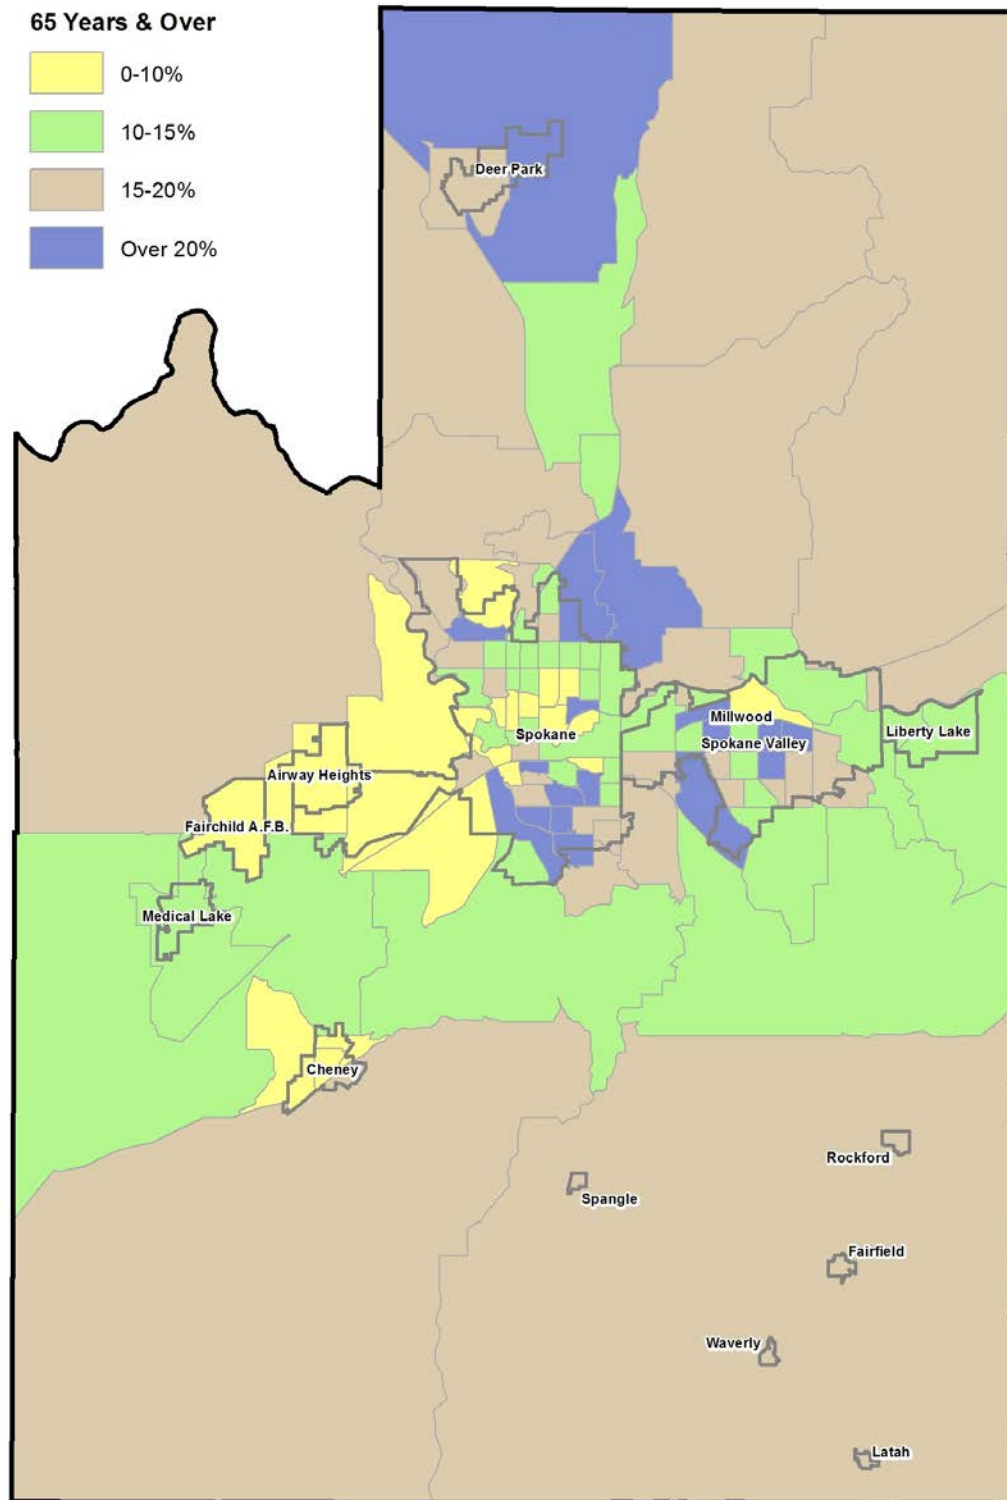 65 Years & Over
0-10%
10-15%
15-20%
Over 20%
Deer Park
Millwood
Spokane
Spokane Valley
Liberty Lake
Airway Heights
Fairchild A.F.B.
Medical Lake
Cheney
Rockford
Spangle
Fairfield
Waverly
Latah